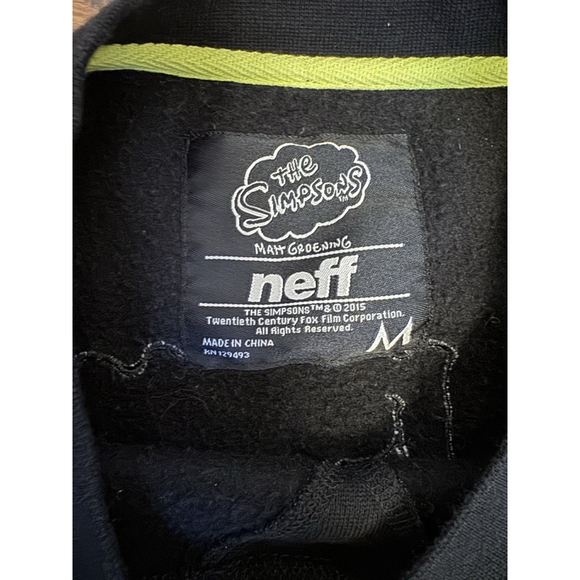 THE
SIMPSONS™
MATT GROENING
neff
THE SIMPSONS™ & © 2015
Twentieth Century Fox Film Corporation.
All Rights Reserved.
MADE IN CHINA
RN 129493
M